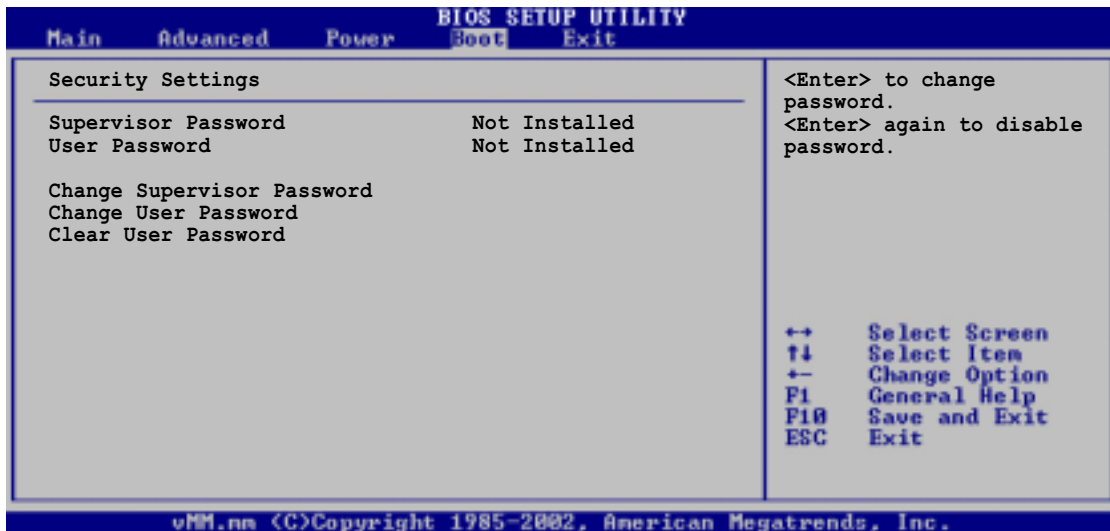 BIOS SETUP UTILITY
Main Advanced Power Boot Exit
Security Settings
Supervisor Password Not Installed
User Password Not Installed
Change Supervisor Password
Change User Password
Clear User Password
<Enter> to change
password.
<Enter> again to disable
password.
←→ Select Screen
↑↓ Select Item
+- Change Option
F1 General Help
F10 Save and Exit
ESC Exit
vMM.mm (C)Copyright 1985-2002, American Megatrends, Inc.